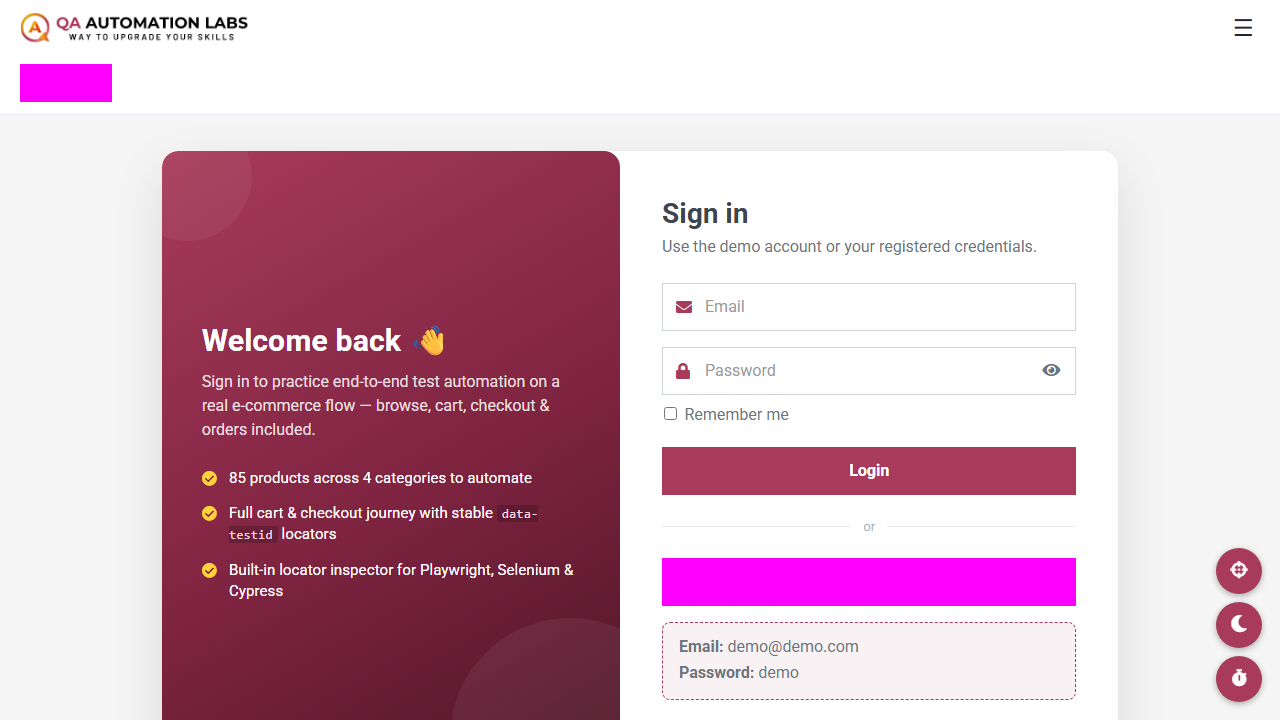 QA AUTOMATION LABS
WAY TO UPGRADE YOUR SKILLS
Welcome back 👋
Sign in to practice end-to-end test automation on a
real e-commerce flow — browse, cart, checkout &
orders included.
85 products across 4 categories to automate
Full cart & checkout journey with stable data-
testid locators
Built-in locator inspector for Playwright, Selenium &
Cypress
Sign in
Use the demo account or your registered credentials.
Email
Password
Remember me
Login
or
Email: demo@demo.com
Password: demo